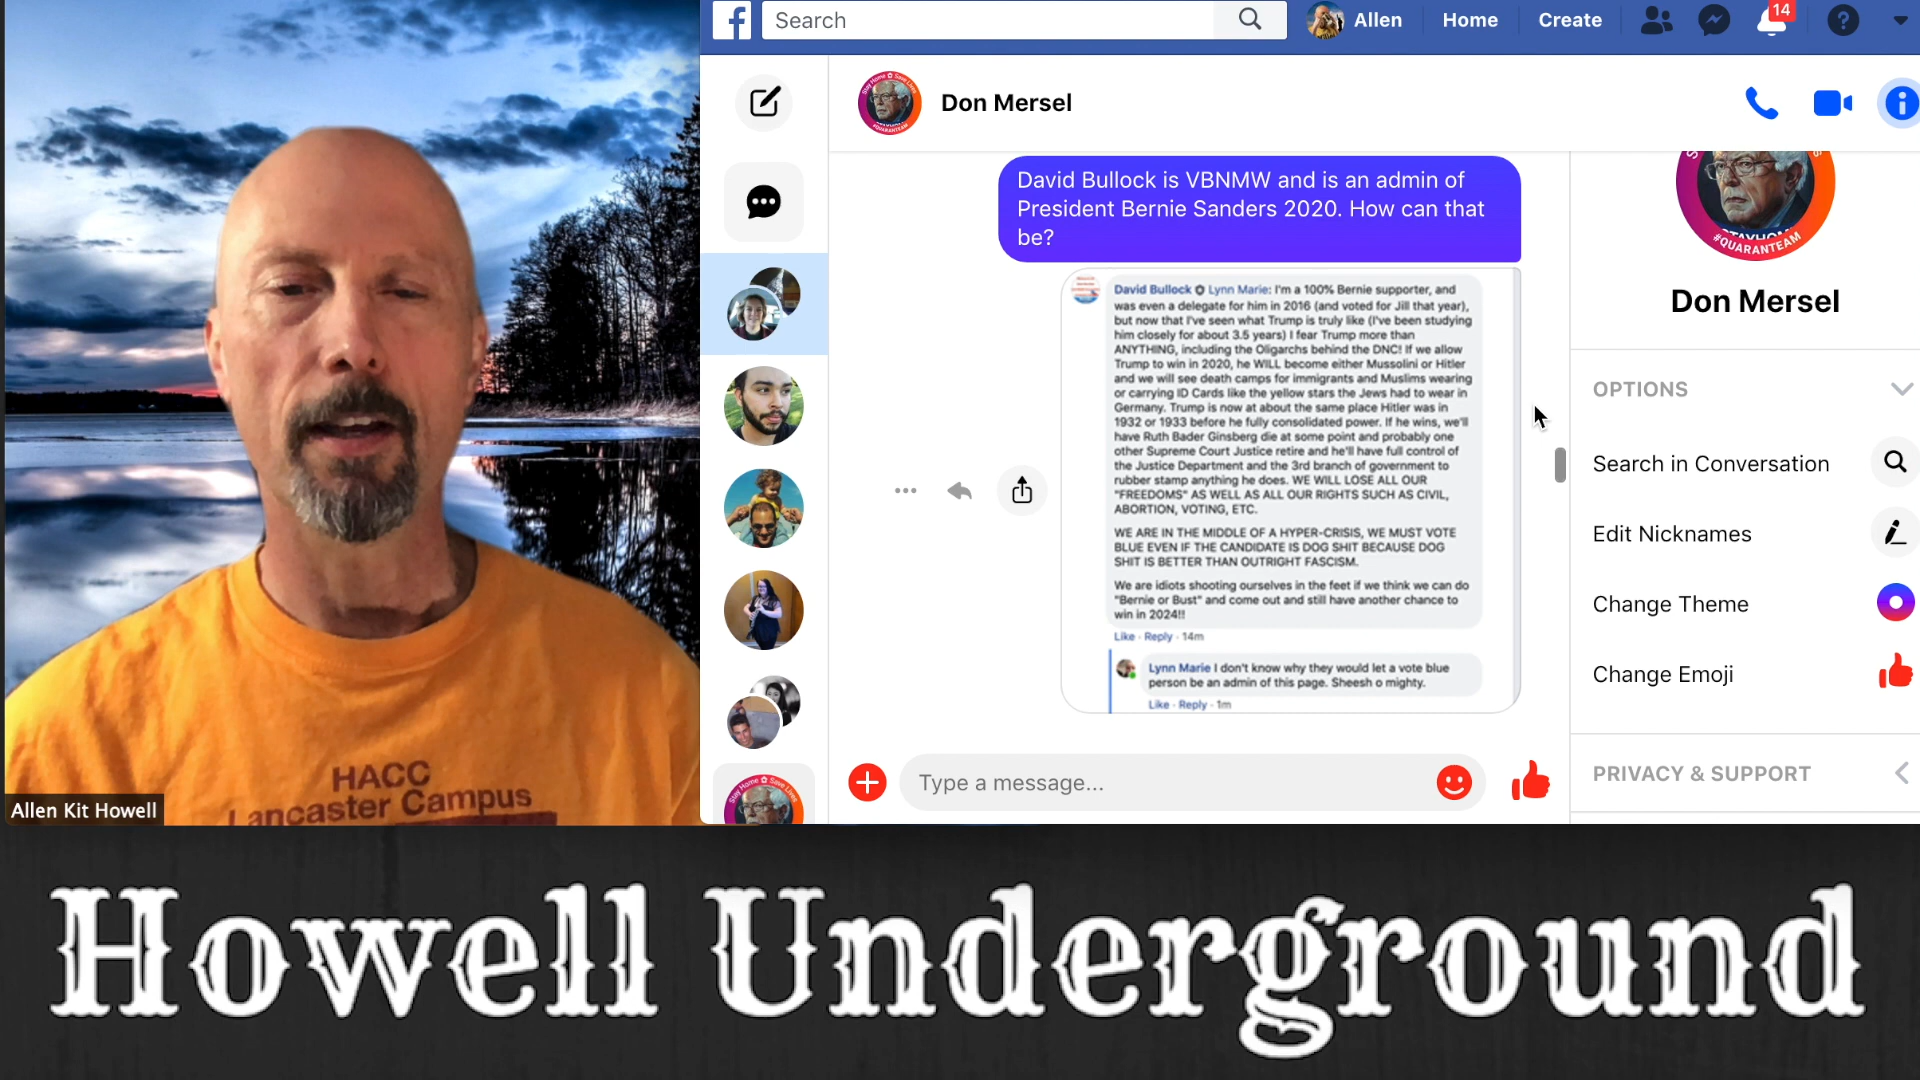 Search
Allen
Home
Create
14
Don Mersel
David Bullock is VBNMW and is an admin of
President Bernie Sanders 2020. How can that
be?
David Bullock Lynn Marie: I'm a 100% Bernie supporter, and
was even a delegate for him in 2016 (and voted for Jill that year),
but now that I've seen what Trump is truly like (I've been studying
him closely for about 3.5 years) I fear Trump more than
ANYTHING, including the Oligarchs behind the DNC! If we allow
Trump to win in 2020, he WILL become either Mussolini or Hitler
and we will see death camps for immigrants and Muslims wearing
or carrying ID Cards like the yellow stars the Jews had to wear in
Germany. Trump is now at about the same place Hitler was in
1932 or 1933 before he fully consolidated power. If he wins, we'll
have Ruth Bader Ginsberg die at some point and probably one
other Supreme Court Justice retire and he'll have full control of
the Justice Department and the 3rd branch of government to
rubber stamp anything he does. WE WILL LOSE ALL OUR
"FREEDOMS" AS WELL AS ALL OUR RIGHTS SUCH AS CIVIL,
ABORTION, VOTING, ETC.
WE ARE IN THE MIDDLE OF A HYPER-CRISIS, WE MUST VOTE
BLUE EVEN IF THE CANDIDATE IS DOG SHIT BECAUSE DOG
SHIT IS BETTER THAN OUTRIGHT FASCISM.
We are idiots shooting ourselves in the feet if we think we can do
"Bernie or Bust" and come out and still have another chance to
win in 2024!!
Like · Reply · 14m
Lynn Marie I don't know why they would let a vote blue
person be an admin of this page. Sheesh o mighty.
Like · Reply · 1m
Type a message...
#QUARANTEAM
Don Mersel
OPTIONS
Search in Conversation
Edit Nicknames
Change Theme
Change Emoji
PRIVACY & SUPPORT
Stay Home Save Lives
HACC
Lancaster Campus
Allen Kit Howell
Howell Underground